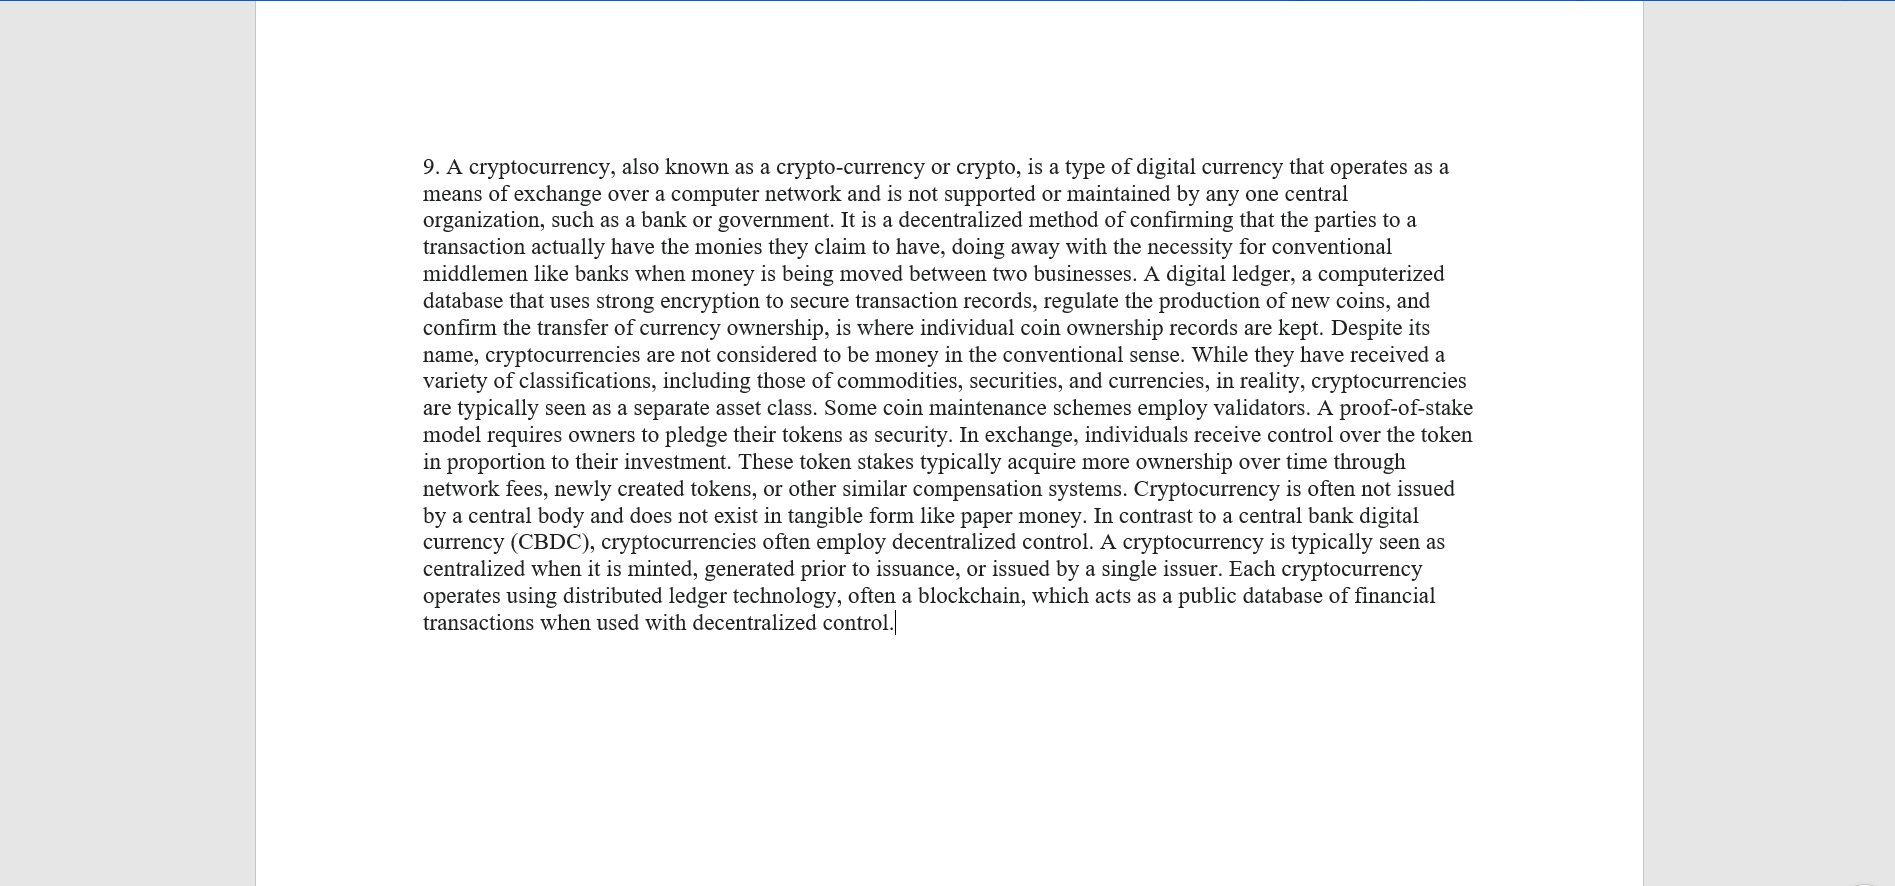 9. A cryptocurrency, also known as a crypto-currency or crypto, is a type of digital currency that operates as a
means of exchange over a computer network and is not supported or maintained by any one central
organization, such as a bank or government. It is a decentralized method of confirming that the parties to a
transaction actually have the monies they claim to have, doing away with the necessity for conventional
middlemen like banks when money is being moved between two businesses. A digital ledger, a computerized
database that uses strong encryption to secure transaction records, regulate the production of new coins, and
confirm the transfer of currency ownership, is where individual coin ownership records are kept. Despite its
name, cryptocurrencies are not considered to be money in the conventional sense. While they have received a
variety of classifications, including those of commodities, securities, and currencies, in reality, cryptocurrencies
are typically seen as a separate asset class. Some coin maintenance schemes employ validators. A proof-of-stake
model requires owners to pledge their tokens as security. In exchange, individuals receive control over the token
in proportion to their investment. These token stakes typically acquire more ownership over time through
network fees, newly created tokens, or other similar compensation systems. Cryptocurrency is often not issued
by a central body and does not exist in tangible form like paper money. In contrast to a central bank digital
currency (CBDC), cryptocurrencies often employ decentralized control. A cryptocurrency is typically seen as
centralized when it is minted, generated prior to issuance, or issued by a single issuer. Each cryptocurrency
operates using distributed ledger technology, often a blockchain, which acts as a public database of financial
transactions when used with decentralized control.